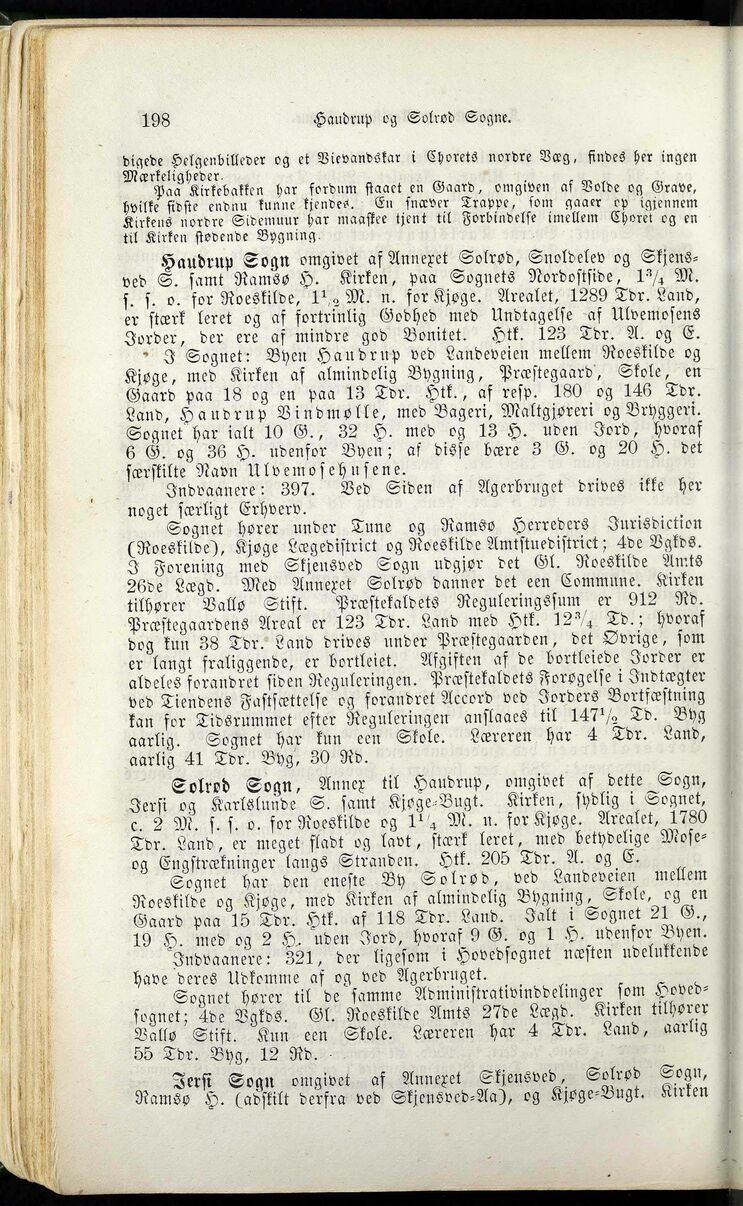 198
Haudrup og Solrød Sogne.
digede Helgenbilleder og et Vievandskar i Chorets nordre Væg, findes her ingen
Mærkeligheder.
Paa Kirkebakken har fordum staaet en Gaard, omgiven af Volde og Grave,
hvilke sidste endnu kunne kjendes. En snæver Trappe, som gaaer op igjennem
Kirkens nordre Sidemuur har maaskee tjent til Forbindelse imellem Choret og en
til Kirken stødende Bygning.
Haudrup Sogn omgivet af Annexet Solrød, Snoldelev og Skjens-
ved S. samt Ramsø H. Kirken, paa Sognets Nordostside, 1³/₄ M.
s. s. o. for Roeskilde, 1¹/₂ M. n. for Kjøge. Arealet, 1289 Tdr. Land,
er stærk leret og af fortrinlig Godhed med Undtagelse af Ulvemosens
Jorder, der ere af mindre god Bonitet. Htk. 123 Tdr. A. og E.
I Sognet: Byen Haudrup ved Landeveien mellem Roeskilde og
Kjøge, med Kirken af almindelig Bygning, Præstegaard, Skole, en
Gaard paa 18 og en paa 13 Tdr. Htk., af resp. 180 og 146 Tdr.
Land, Haudrup Vindmølle, med Bageri, Maltgjøreri og Bryggeri.
Sognet har ialt 10 G., 32 H. med og 13 H. uden Jord, hvoraf
6 G. og 36 H. udenfor Byen; af disse bære 3 G. og 20 H. det
særskilte Navn Ulvemosehusene.
Indvaanere: 397. Ved Siden af Agerbruget drives ikke her
noget særligt Erhverv.
Sognet hører under Tune og Ramsø Herreders Jurisdiction
(Roeskilde), Kjøge Lægedistrict og Roeskilde Amtstuedistrict; 4de Vgkds.
I Forening med Skjensved Sogn udgjør det Gl. Roeskilde Amts
26de Lægd. Med Annexet Solrød danner det een Commune. Kirken
tilhører Vallø Stift. Præstekaldets Reguleringssum er 912 Rd.
Præstegaardens Areal er 123 Tdr. Land med Htk. 12³/₄ Td.; hvoraf
dog kun 38 Tdr. Land drives under Præstegaarden, det Øvrige, som
er langt fraliggende, er bortleiet. Afgiften af de bortleiede Jorder er
aldeles forandret siden Reguleringen. Præstekaldets Forøgelse i Indtægter
ved Tiendens Fastsættelse og forandret Accord ved Jorders Bortfæstning
kan for Tidsrummet efter Reguleringen anslaaes til 147¹/₂ Td. Byg
aarlig. Sognet har kun een Skole. Læreren har 4 Tdr. Land,
aarlig 41 Tdr. Byg, 30 Rd.
Solrød Sogn, Annex til Haudrup, omgivet af dette Sogn,
Jersi og Karlslunde S. samt Kjøge-Bugt. Kirken, sydlig i Sognet,
c. 2 M. s. s. o. for Roeskilde og 1¹ ₄ M. n. for Kjøge. Arealet, 1780
Tdr. Land, er meget fladt og lavt, stærk leret, med betydelige Mose-
og Engstrækninger langs Stranden. Htk. 205 Tdr. A. og E.
Sognet har den eneste By Solrød, ved Landeveien mellem
Roeskilde og Kjøge, med Kirken af almindelig Bygning, Skole, og en
Gaard paa 15 Tdr. Htk. af 118 Tdr. Land. Ialt i Sognet 21 G.,
19 H. med og 2 H. uden Jord, hvoraf 9 G. og 1 H. udenfor Byen.
Indvaanere: 321, der ligesom i Hovedsognet næsten udelukkende
have deres Udkomme af og ved Agerbruget.
Sognet hører til de samme Administrativinddelinger som Hoved-
sognet; 4de Vgkds. Gl. Roeskilde Amts 27de Lægd. Kirken tilhører
Vallø Stift. Kun een Skole. Læreren har 4 Tdr. Land, aarlig
55 Tdr. Byg, 12 Rd.
Jersi Sogn omgivet af Annexet Skjensved, Solrød Sogn,
Ramsø H. (adskilt derfra ved Skjensved-Aa), og Kjøge-Bugt. Kirken